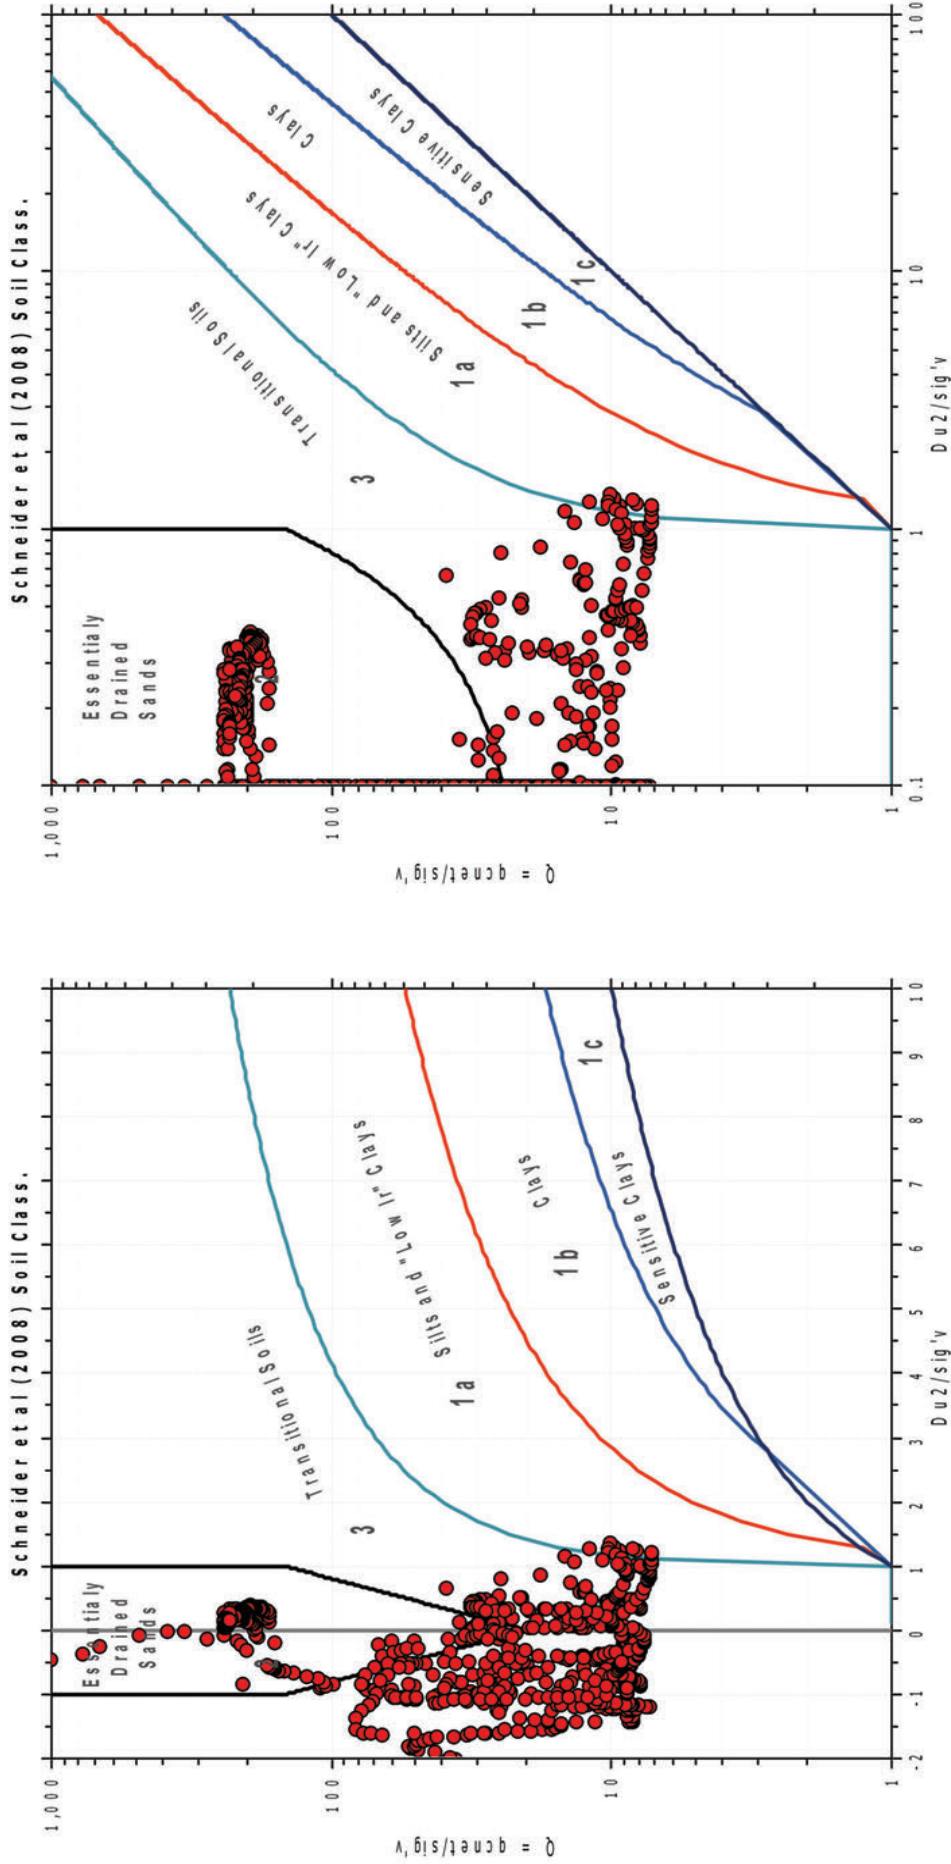 Schneider et al (2008) Soil Class.
1,000
100
10
1
Q = qcnet/sig'v
Essentialy
Drained
Sands
2
3
Transitional Soils
1a
Silts and "Low Ir" Clays
1b
Clays
1c
Sensitive Clays
-2
-1
0
1
2
3
4
5
6
7
8
9
10
Du2/sig'v
Schneider et al (2008) Soil Class.
1,000
100
10
1
Q = qcnet/sig'v
Essentialy
Drained
Sands
2
3
Transitional Soils
1a
Silts and "Low Ir" Clays
1b
Clays
1c
Sensitive Clays
0.1
1
10
100
Du2/sig'v